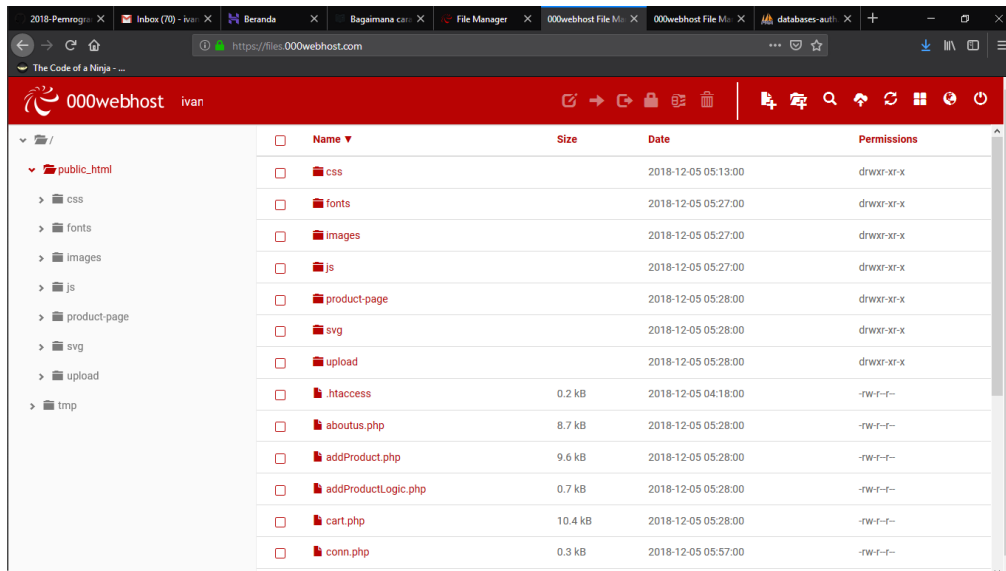 2018-Pemrogra
Inbox (70) - ivan
Beranda
Bagaimana cara
File Manager
000webhost File Ma
000webhost File Ma
databases-auth.
https://files.000webhost.com
The Code of a Ninja - ...
000webhost ivan
/
public_html
css
fonts
images
js
product-page
svg
upload
tmp
Name ▼ Size Date Permissions
css 2018-12-05 05:13:00 drwxr-xr-x
fonts 2018-12-05 05:27:00 drwxr-xr-x
images 2018-12-05 05:27:00 drwxr-xr-x
js 2018-12-05 05:27:00 drwxr-xr-x
product-page 2018-12-05 05:28:00 drwxr-xr-x
svg 2018-12-05 05:28:00 drwxr-xr-x
upload 2018-12-05 05:28:00 drwxr-xr-x
.htaccess 0.2 kB 2018-12-05 04:18:00 -rw-r--r--
aboutus.php 8.7 kB 2018-12-05 05:28:00 -rw-r--r--
addProduct.php 9.6 kB 2018-12-05 05:28:00 -rw-r--r--
addProductLogic.php 0.7 kB 2018-12-05 05:28:00 -rw-r--r--
cart.php 10.4 kB 2018-12-05 05:28:00 -rw-r--r--
conn.php 0.3 kB 2018-12-05 05:57:00 -rw-r--r--